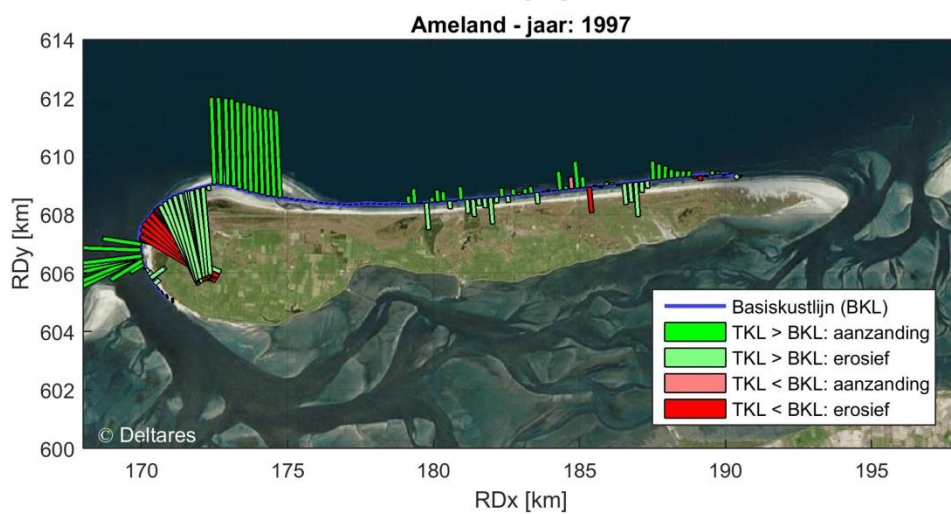 Ameland - jaar: 1997
614
612
610
608
606
604
602
600
RDy [km]
Basiskustlijn (BKL)
TKL > BKL: aanzanding
TKL > BKL: erosief
TKL < BKL: aanzanding
TKL < BKL: erosief
© Deltares
170 175 180 185 190 195
RDx [km]